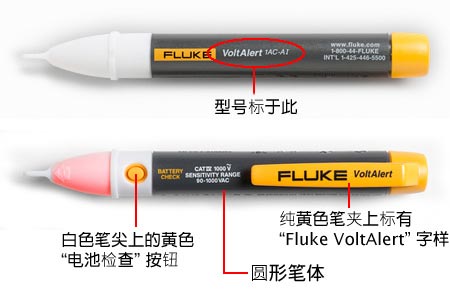 FLUKE VoltAlert 1AC-A1
www.fluke.com
1-800-44-FLUKE
INT'L 1-425-446-5500
型号标于此
BATTERY
CHECK
CAT III 1000 V
SENSITIVITY RANGE
90-1000 VAC
FLUKE VoltAlert
白色笔尖上的黄色
“电池检查” 按钮
圆形笔体
纯黄色笔夹上标有
“Fluke VoltAlert” 字样